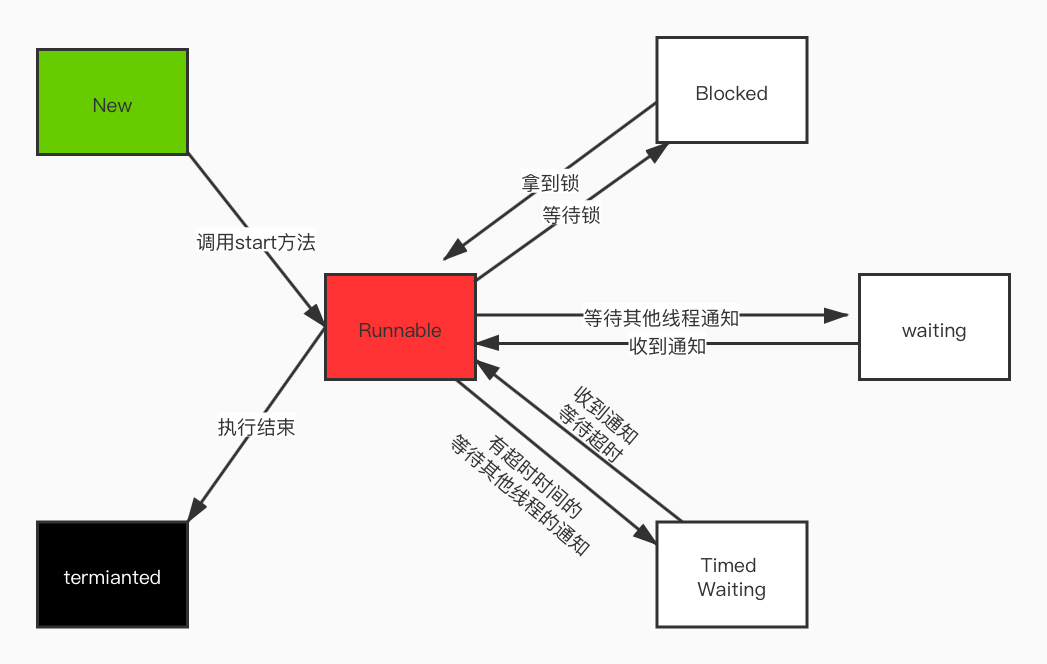 New
Blocked
拿到锁
等待锁
调用start方法
Runnable
等待其他线程通知
收到通知
waiting
收到通知
等待超时
执行结束
有超时时间的
等待其他线程的通知
termianted
Timed
Waiting